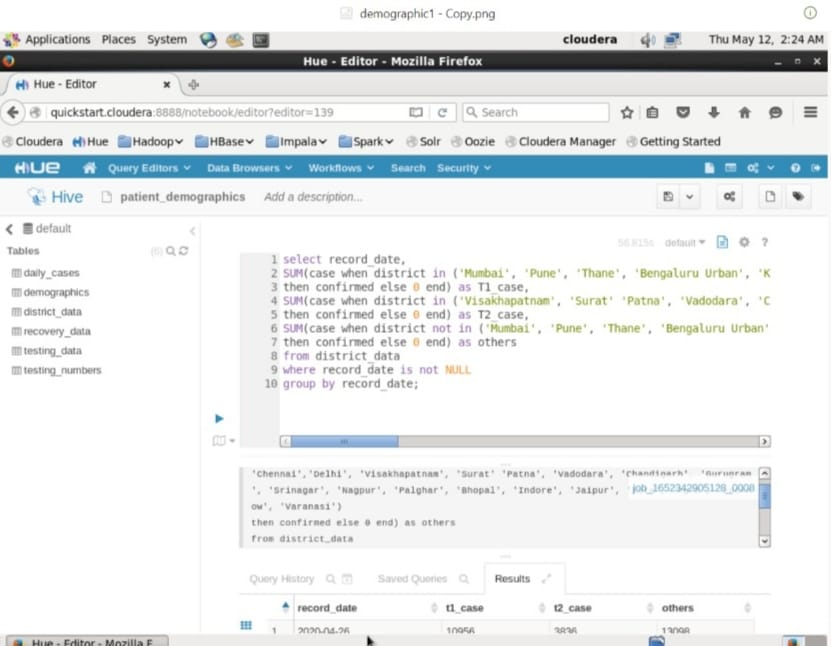 demographic1 - Copy.png
Applications Places System cloudera Thu May 12, 2:24 AM
Hue - Editor - Mozilla Firefox
Hue - Editor
quickstart.cloudera:8888/notebook/editor?editor=139 Search
Cloudera Hue Hadoop HBase Impala Spark Solr Oozie Cloudera Manager Getting Started
HUE Query Editors Data Browsers Workflows Search Security
Hive patient_demographics Add a description...
default
Tables (6)
daily_cases
demographics
district_data
recovery_data
testing_data
testing_numbers
56.815s default ?
1 select record_date,
2 SUM(case when district in ('Mumbai', 'Pune', 'Thane', 'Bengaluru Urban', 'K
3 then confirmed else 0 end) as T1_case,
4 SUM(case when district in ('Visakhapatnam', 'Surat' 'Patna', 'Vadodara', 'C
5 then confirmed else 0 end) as T2_case,
6 SUM(case when district not in ('Mumbai', 'Pune', 'Thane', 'Bengaluru Urban'
7 then confirmed else 0 end) as others
8 from district_data
9 where record_date is not NULL
10 group by record_date;
'Chennai','Delhi', 'Visakhapatnam', 'Surat' 'Patna', 'Vadodara', 'Chandigarh', 'Gurugram
', 'Srinagar', 'Nagpur', 'Palghar', 'Bhopal', 'Indore', 'Jaipur', job_1652342905128_0008
ow', 'Varanasi')
then confirmed else 0 end) as others
from district_data
Query History Saved Queries Results
record_date t1_case t2_case others
1 2020-04-26 10956 3836 13098
Hue - Editor - Mozilla F...